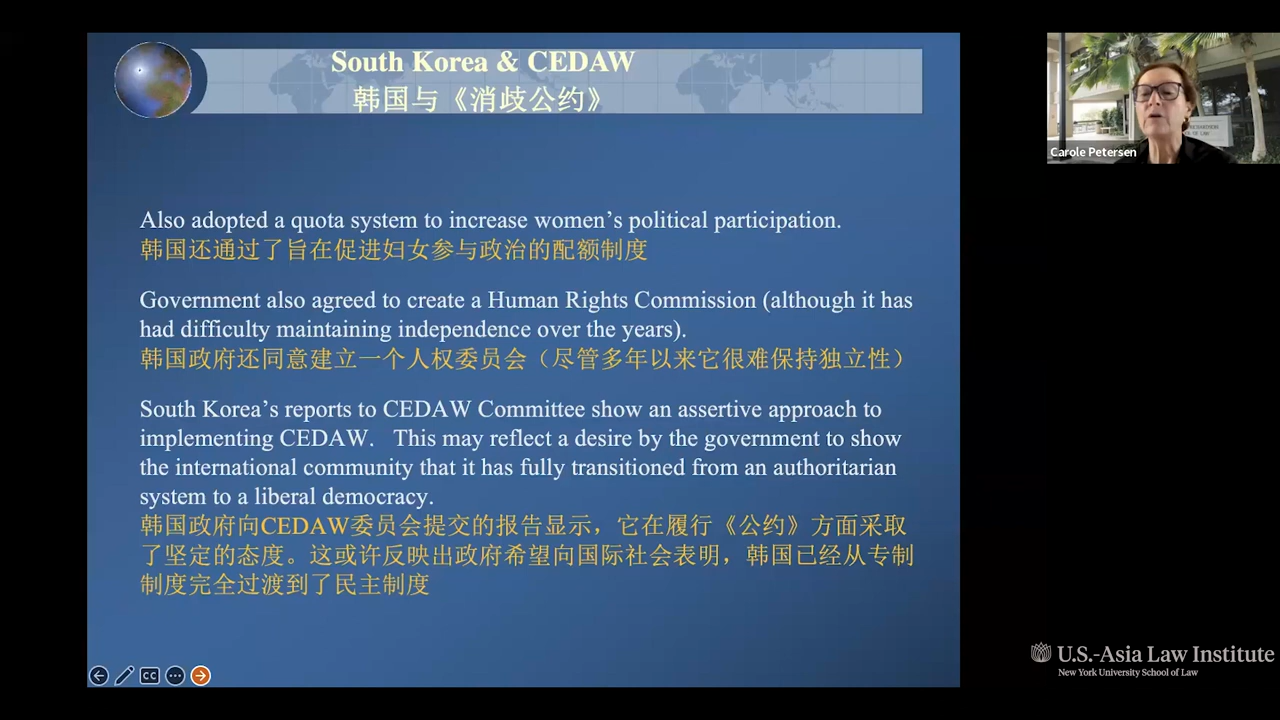 South Korea & CEDAW
韩国与《消歧公约》
Also adopted a quota system to increase women's political participation.
韩国还通过了旨在促进妇女参与政治的配额制度
Government also agreed to create a Human Rights Commission (although it has
had difficulty maintaining independence over the years).
韩国政府还同意建立一个人权委员会（尽管多年以来它很难保持独立性）
South Korea's reports to CEDAW Committee show an assertive approach to
implementing CEDAW.   This may reflect a desire by the government to show
the international community that it has fully transitioned from an authoritarian
system to a liberal democracy.
韩国政府向CEDAW委员会提交的报告显示，它在履行《公约》方面采取
了坚定的态度。这或许反映出政府希望向国际社会表明，韩国已经从专制
制度完全过渡到了民主制度
CC
Carole Petersen
U.S.-Asia Law Institute
New York University School of Law